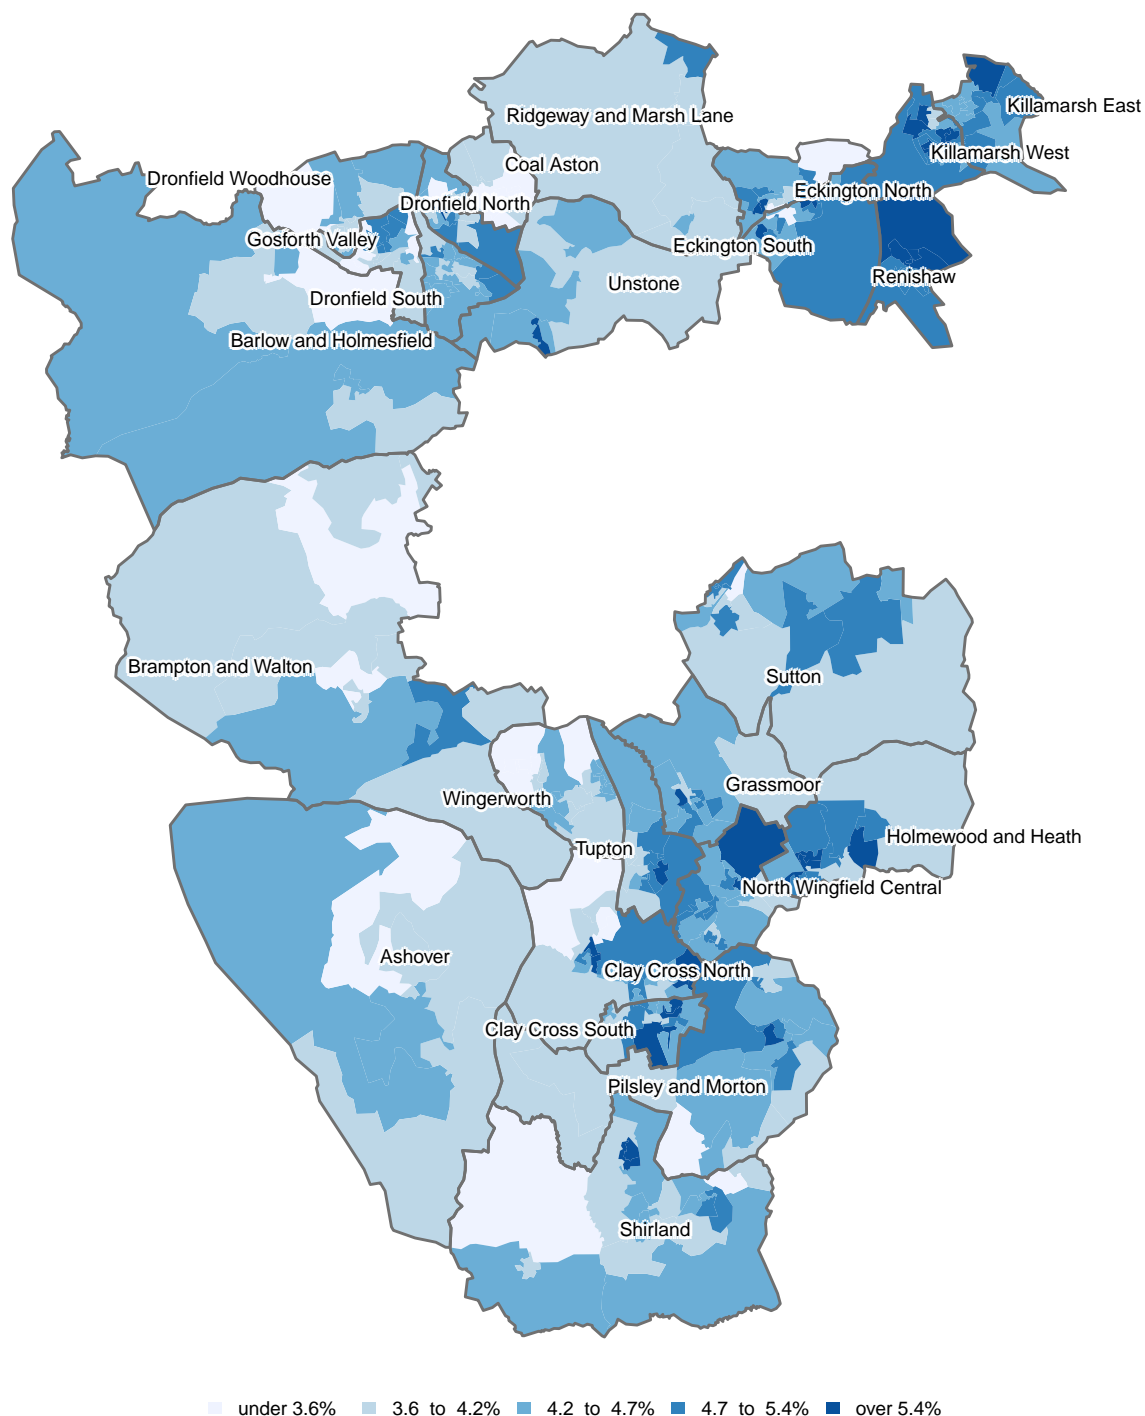 Killamarsh East
Ridgeway and Marsh Lane
Killamarsh West
Coal Aston
Dronfield Woodhouse
Eckington North
Dronfield North
Gosforth Valley
Eckington South
Renishaw
Unstone
Dronfield South
Barlow and Holmesfield
Brampton and Walton
Sutton
Grassmoor
Wingerworth
Holmewood and Heath
Tupton
North Wingfield Central
Ashover
Clay Cross North
Clay Cross South
Pilsley and Morton
Shirland
under 3.6% 3.6 to 4.2% 4.2 to 4.7% 4.7 to 5.4% over 5.4%